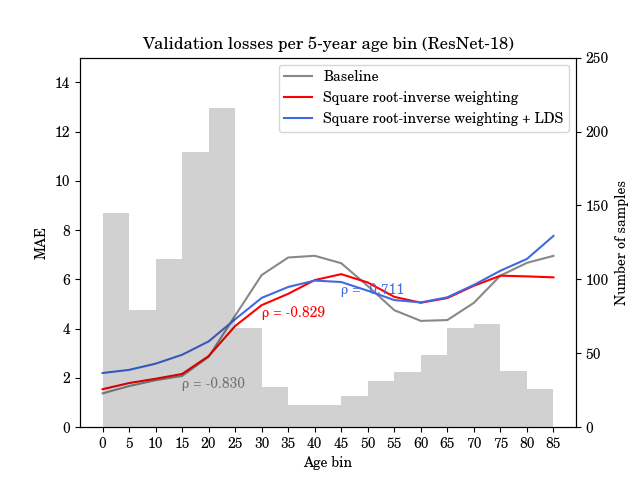 Validation losses per 5-year age bin (ResNet-18)
Baseline
Square root-inverse weighting
Square root-inverse weighting + LDS
14
12
10
8
6
4
2
0
MAE
250
200
150
100
50
0
Number of samples
ρ = -0.711
ρ = -0.829
ρ = -0.830
0 5 10 15 20 25 30 35 40 45 50 55 60 65 70 75 80 85
Age bin